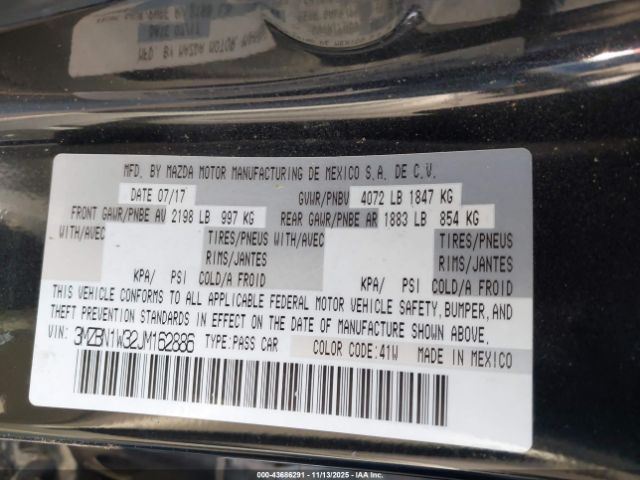 MFD. BY MAZDA MOTOR MANUFACTURING DE MEXICO S.A. DE C.V.
DATE 07/17 GVWR/PNBV 4072 LB 1847 KG
FRONT GAWR/PNBE AV 2198 LB 997 KG REAR GAWR/PNBE AR 1883 LB 854 KG
WITH/AVEC TIRES/PNEUS WITH/AVEC TIRES/PNEUS
RIMS/JANTES RIMS/JANTES
KPA/ PSI COLD/A FROID KPA/ PSI COLD/A FROID
THIS VEHICLE CONFORMS TO ALL APPLICABLE FEDERAL MOTOR VEHICLE SAFETY, BUMPER, AND
THEFT PREVENTION STANDARDS IN EFFECT ON THE DATE OF MANUFACTURE SHOWN ABOVE.
VIN: 3MZBN1W32JM162886 TYPE:PASS CAR COLOR CODE:41W MADE IN MEXICO
000-43686291 - 11/13/2025 - IAAI.COM